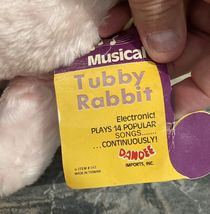 Musical
Tubby
Rabbit
Electronic!
PLAYS 14 POPULAR
SONGS.......
...CONTINUOUSLY!
DANDEE
IMPORTS, INC.
MADE IN TAIWAN